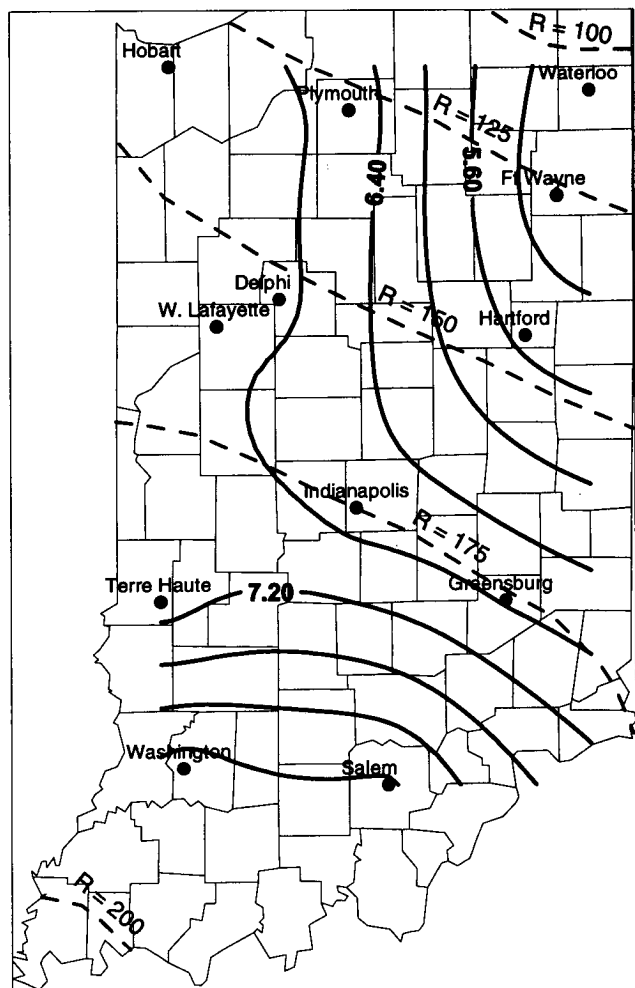 R = 100
Hobart
Waterloo
Plymouth
R = 125
5.60
6.40
Ft Wayne
Delphi
R = 150
W. Lafayette
Hartford
Indianapolis
R = 175
Terre Haute
7.20
Greensburg
Washington
Salem
R = 200